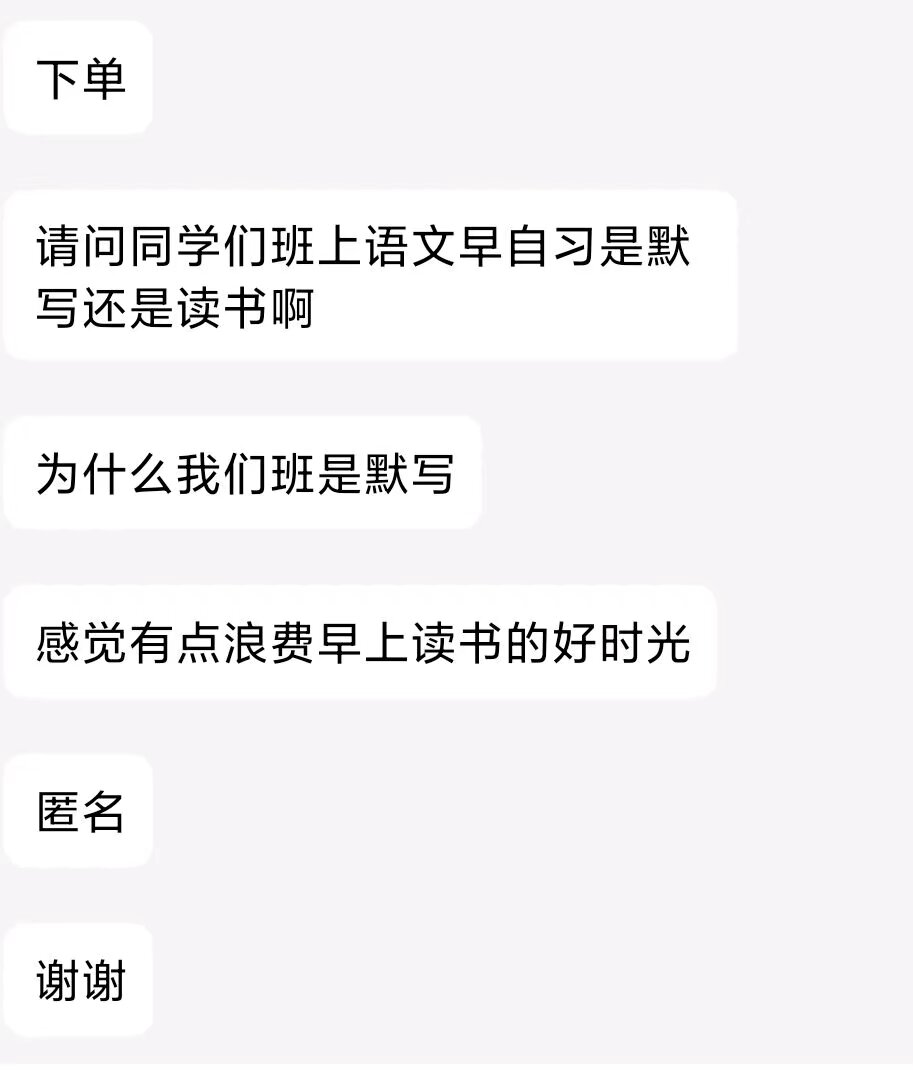 下单
请问同学们班上语文早自习是默
写还是读书啊
为什么我们班是默写
感觉有点浪费早上读书的好时光
匿名
谢谢